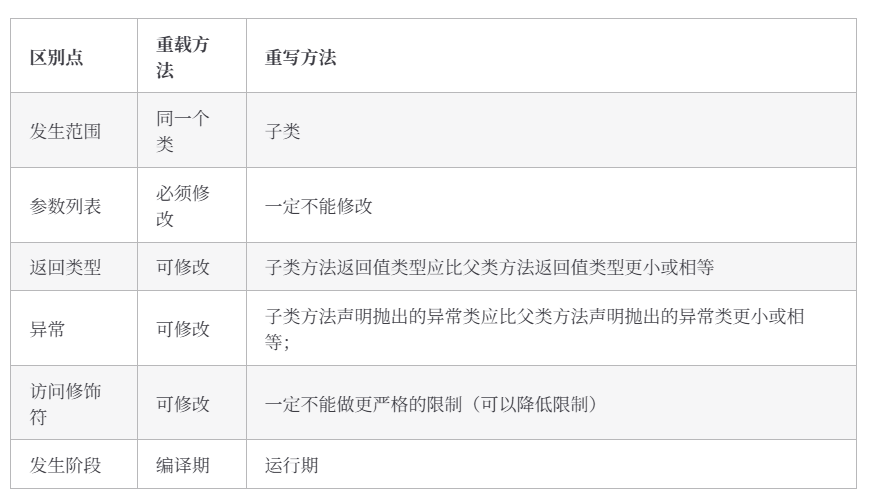 区别点
重载方
法
重写方法
发生范围
同一个
类
子类
参数列表
必须修
改
一定不能修改
返回类型
可修改
子类方法返回值类型应比父类方法返回值类型更小或相等
异常
可修改
子类方法声明抛出的异常类应比父类方法声明抛出的异常类更小或相
等；
访问修饰
符
可修改
一定不能做更严格的限制（可以降低限制）
发生阶段
编译期
运行期